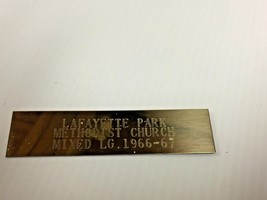 LAFAYETTE PARK
METHODIST CHURCH
MIXED LG. 1966-67